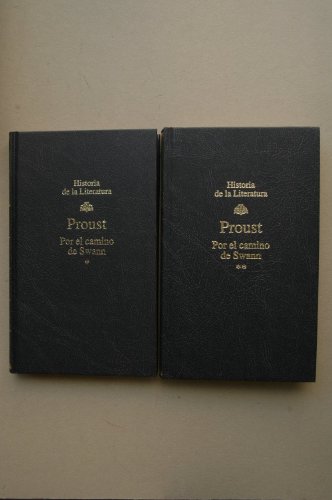 Historia
de la Literatura
Proust
Por el camino
de Swann
*
Historia
de la Literatura
Proust
Por el camino
de Swann
**